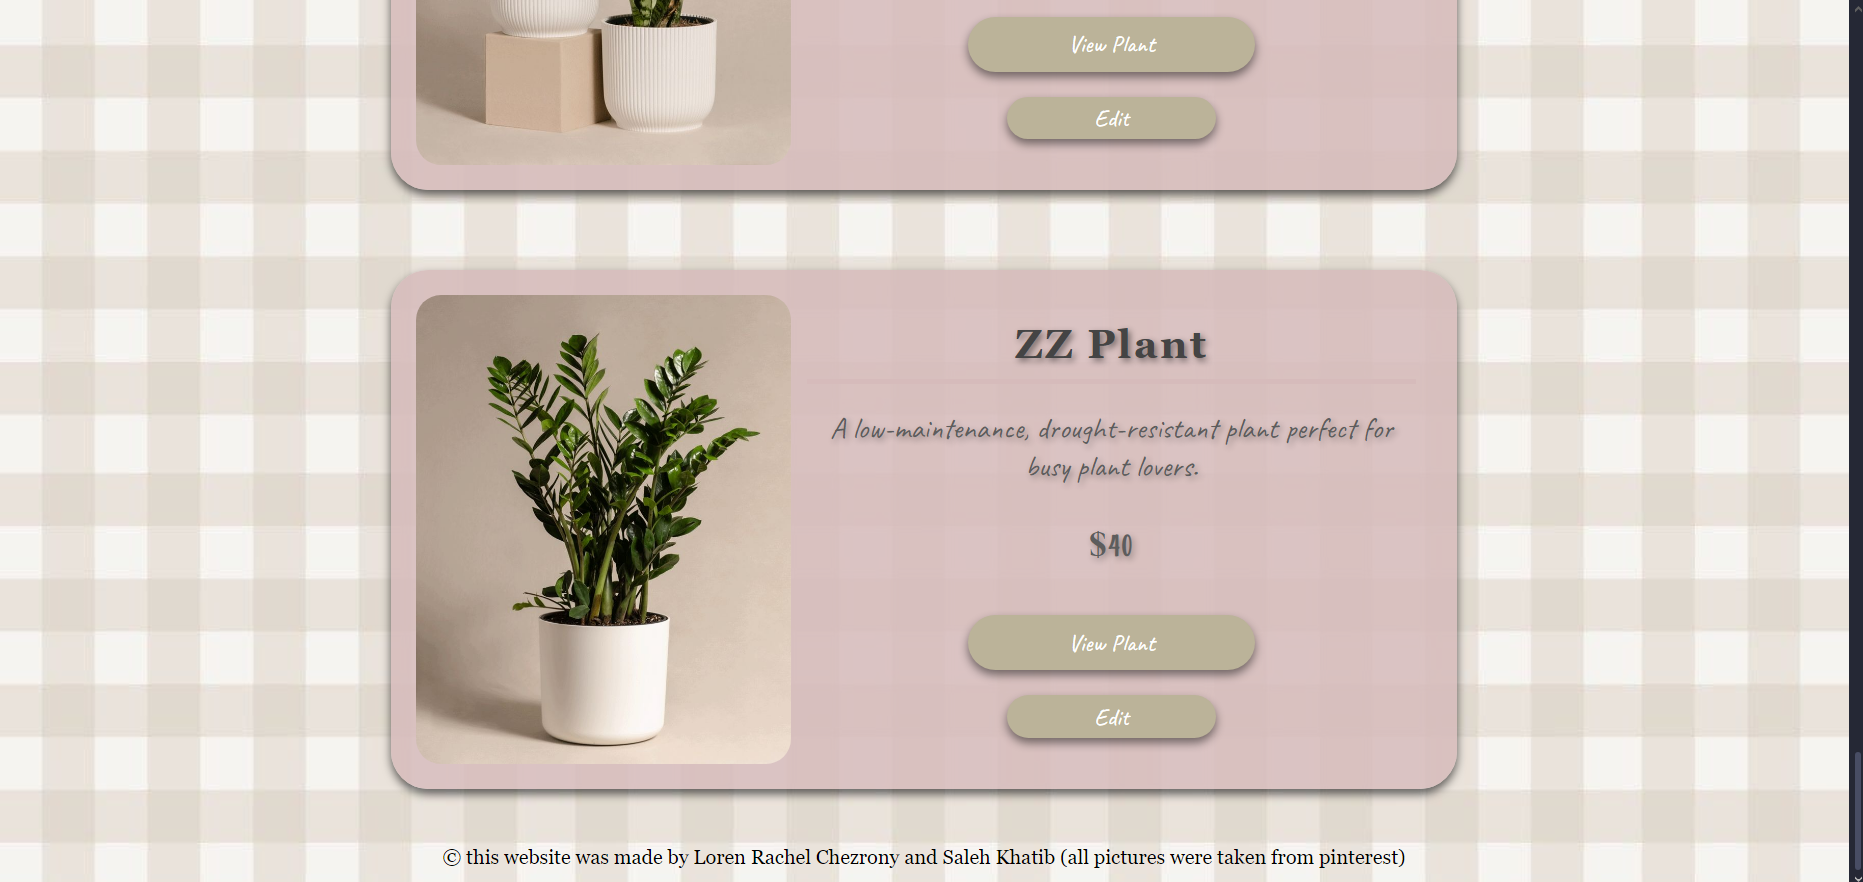 View Plant
Edit
ZZ Plant
A low-maintenance, drought-resistant plant perfect for
busy plant lovers.
$40
View Plant
Edit
© this website was made by Loren Rachel Chezrony and Saleh Khatib (all pictures were taken from pinterest)